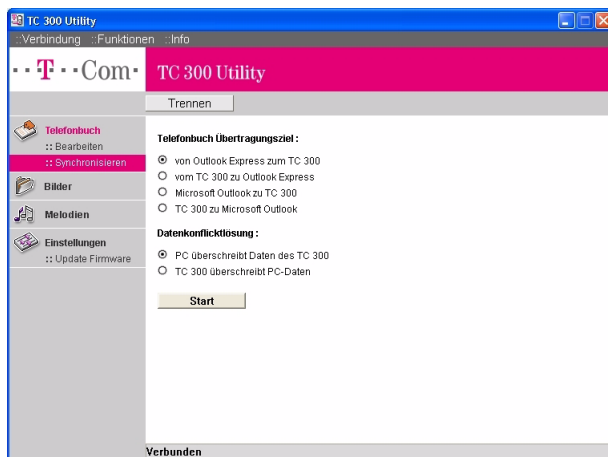 TC 300 Utility
::Verbindung ::Funktionen ::Info
··T··Com·
TC 300 Utility
Trennen
Telefonbuch
:: Bearbeiten
:: Synchronisieren
Bilder
Melodien
Einstellungen
:: Update Firmware
Telefonbuch Übertragungsziel :
von Outlook Express zum TC 300
vom TC 300 zu Outlook Express
Microsoft Outlook zu TC 300
TC 300 zu Microsoft Outlook
Datenkonflicktlösung :
PC überschreibt Daten des TC 300
TC 300 überschreibt PC-Daten
Start
Verbunden